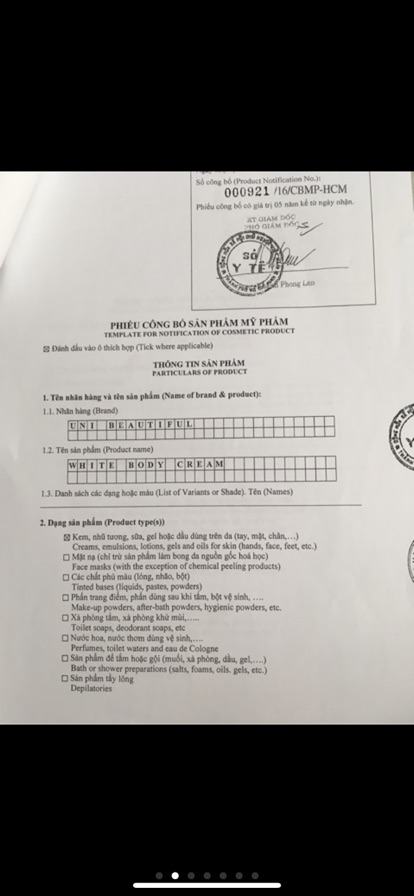 Số công bố (Product Notification No.):
000921 /16/CBMP-HCM
Phiếu công bố có giá trị 05 năm kể từ ngày nhận.
KT.GIÁM ĐỐC
PHÓ GIÁM ĐỐC
SỞ
Y TẾ
Phong Lan
PHIẾU CÔNG BỐ SẢN PHẨM MỸ PHẨM
TEMPLATE FOR NOTIFICATION OF COSMETIC PRODUCT
☒ Đánh dấu vào ô thích hợp (Tick where applicable)
THÔNG TIN SẢN PHẨM
PARTICULARS OF PRODUCT
1. Tên nhãn hàng và tên sản phẩm (Name of brand & product):
1.1. Nhãn hàng (Brand)
UNI BEAUTIFUL
1.2. Tên sản phẩm (Product name)
WHITE BODY CREAM
1.3. Danh sách các dạng hoặc màu (List of Variants or Shade). Tên (Names)
2. Dạng sản phẩm (Product type(s))
☒ Kem, nhũ tương, sữa, gel hoặc dầu dùng trên da (tay, mặt, chân,…)
Creams, emulsions, lotions, gels and oils for skin (hands, face, feet, etc.)
☐ Mặt nạ (chỉ trừ sản phẩm làm bong da nguồn gốc hoá học)
Face masks (with the exception of chemical peeling products)
☐ Các chất phủ màu (lỏng, nhão, bột)
Tinted bases (liquids, pastes, powders)
☐ Phấn trang điểm, phấn dùng sau khi tắm, bột vệ sinh, ….
Make-up powders, after-bath powders, hygienic powders, etc.
☐ Xà phòng tắm, xà phòng khử mùi,…..
Toilet soaps, deodorant soaps, etc
☐ Nước hoa, nước thơm dùng vệ sinh,….
Perfumes, toilet waters and eau de Cologne
☐ Sản phẩm để tắm hoặc gội (muối, xà phòng, dầu, gel,….)
Bath or shower preparations (salts, foams, oils. gels, etc.)
☐ Sản phẩm tẩy lông
Depilatories